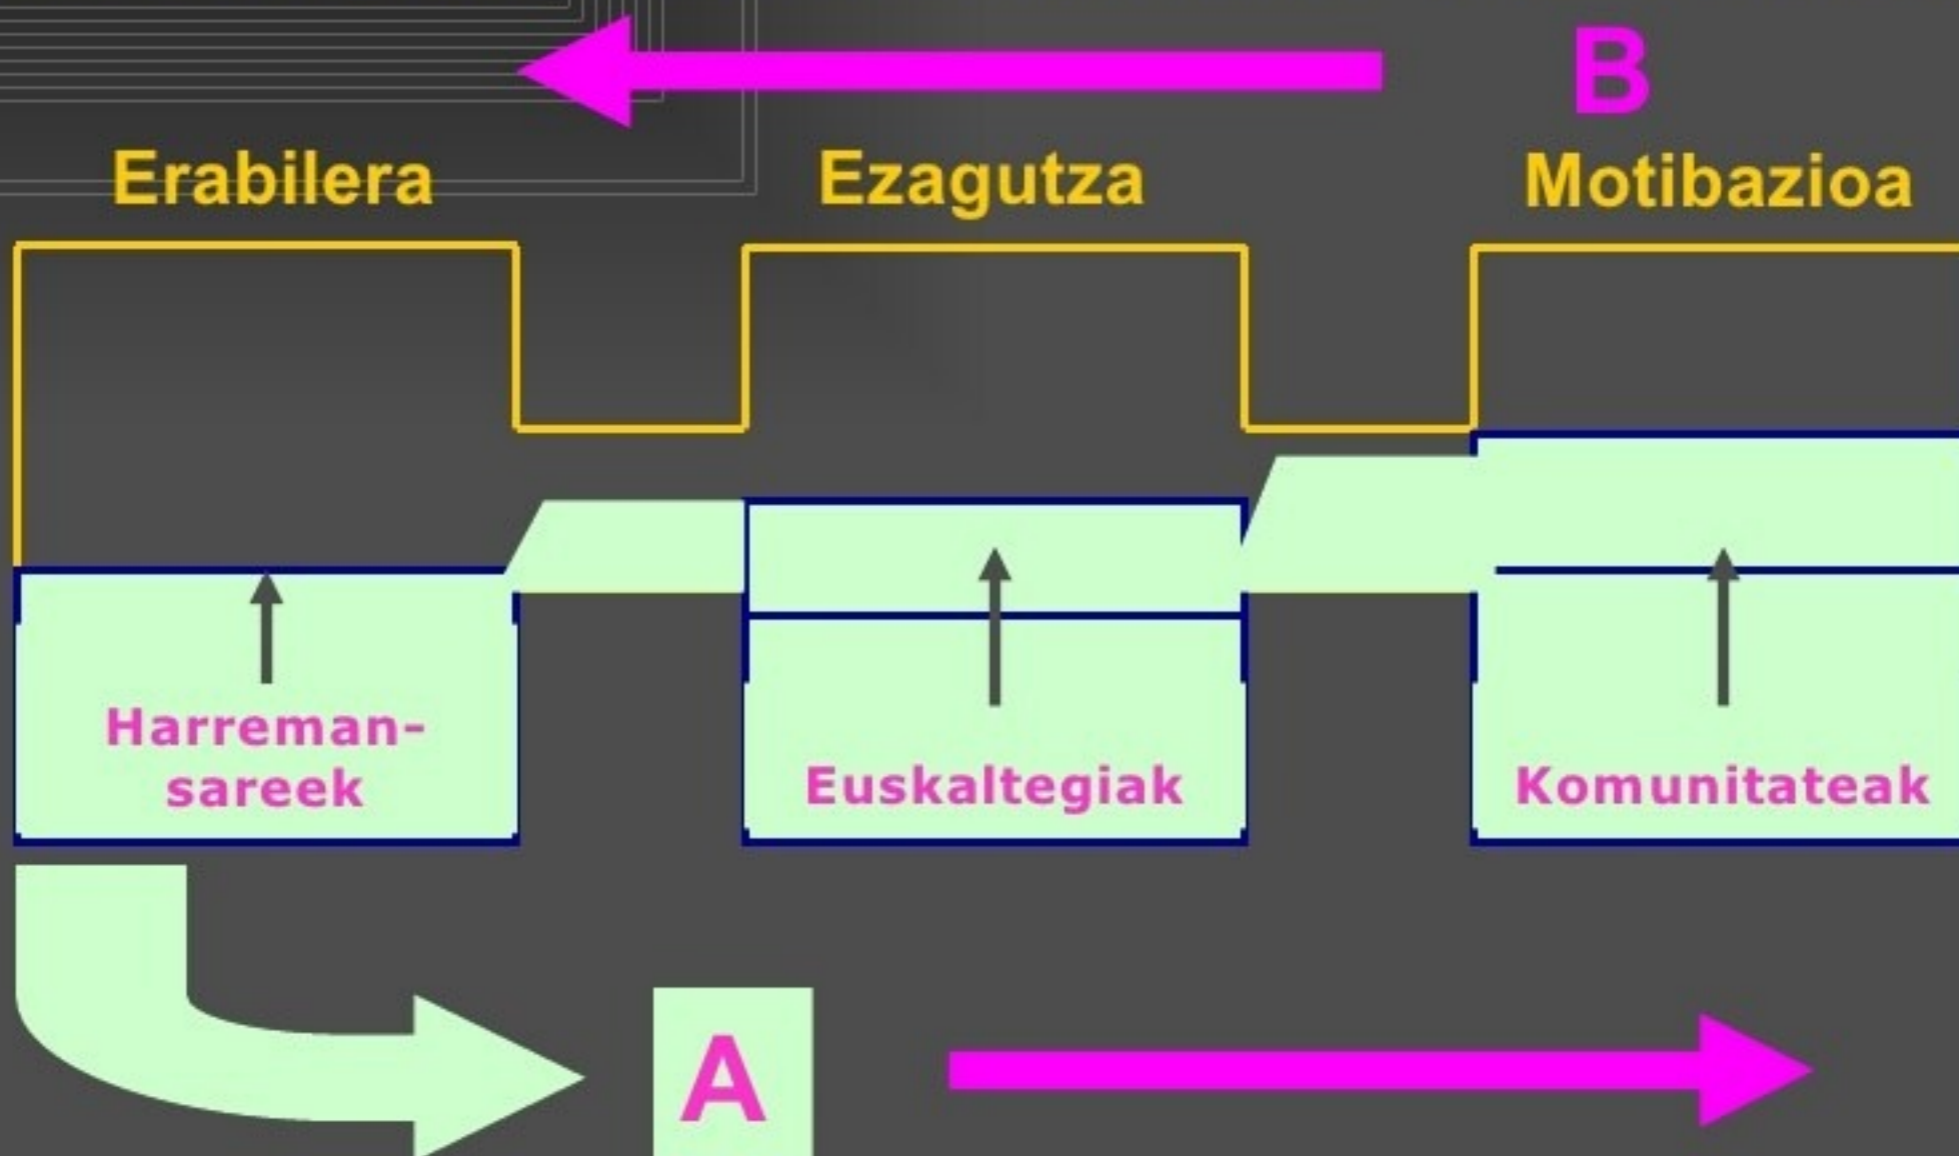 B
Erabilera
Ezagutza
Motibazioa
Harreman-
sareek
Euskaltegiak
Komunitateak
A